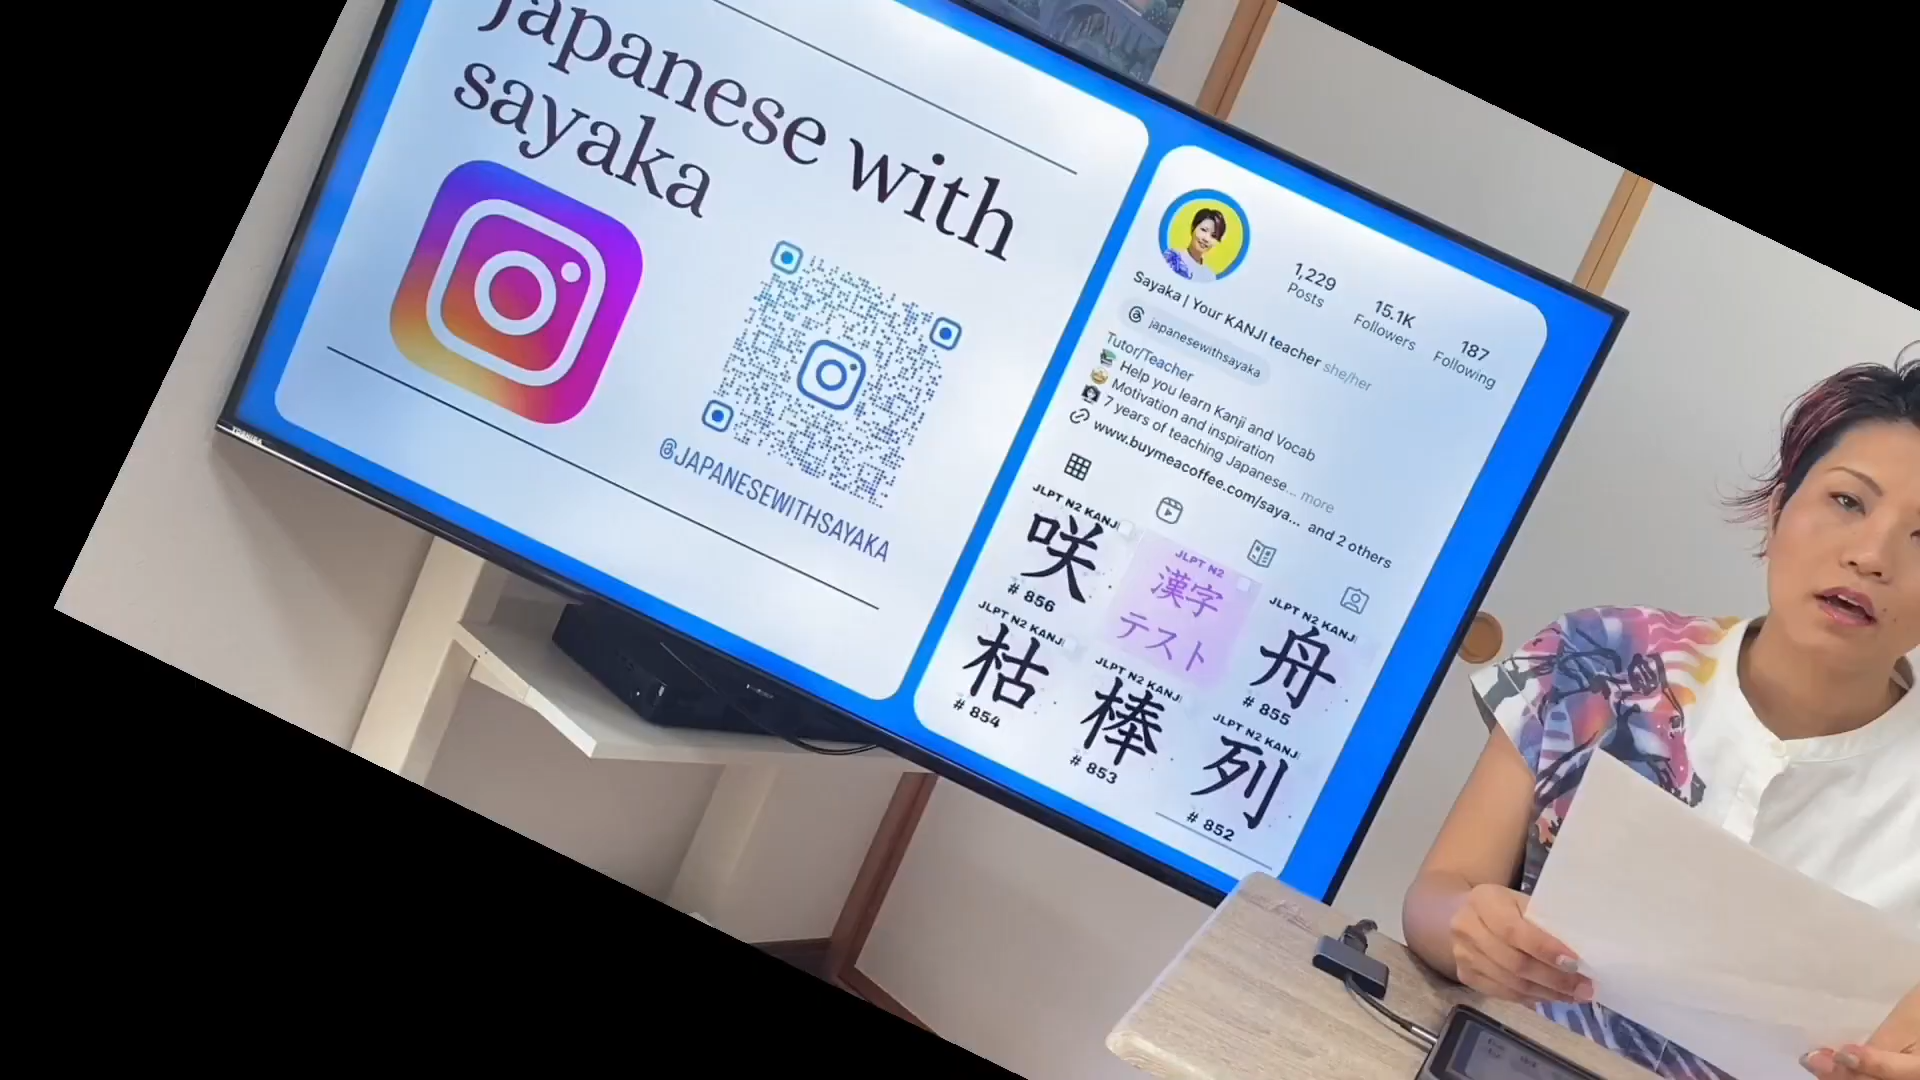 Japanese with
sayaka
@JAPANESEWITHSAYAKA
TOSHIBA
1,229
Posts
15.1K
Followers
187
Following
Sayaka | Your KANJI teacher she/her
japanesewithsayaka
Tutor/Teacher
Help you learn Kanji and Vocab
Motivation and inspiration
7 years of teaching Japanese... more
www.buymeacoffee.com/saya... and 2 others
JLPT N2 KANJI
咲
# 856
JLPT N2
漢字
テスト
JLPT N2 KANJI
舟
# 855
JLPT N2 KANJI
枯
# 854
JLPT N2 KANJI
棒
# 853
JLPT N2 KANJI
列
# 852